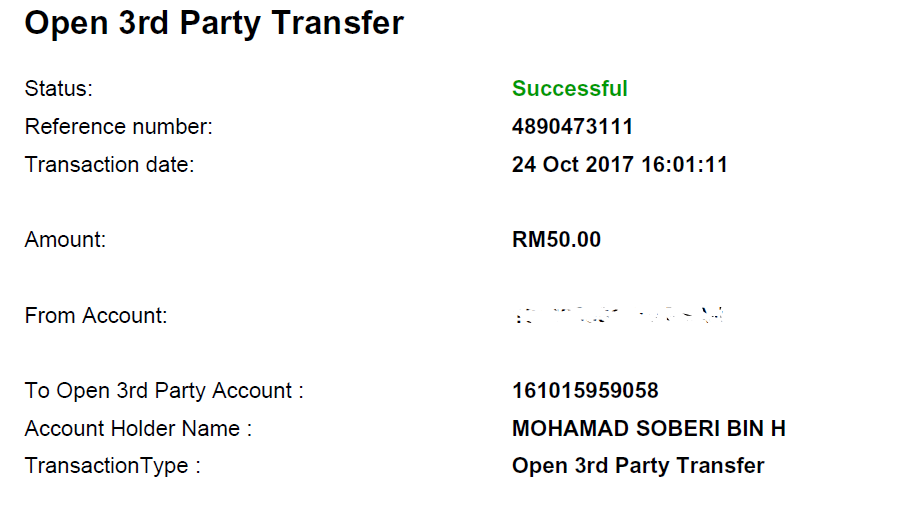 Open 3rd Party Transfer
Status: Successful
Reference number: 4890473111
Transaction date: 24 Oct 2017 16:01:11
Amount: RM50.00
From Account:
To Open 3rd Party Account : 161015959058
Account Holder Name : MOHAMAD SOBERI BIN H
TransactionType : Open 3rd Party Transfer